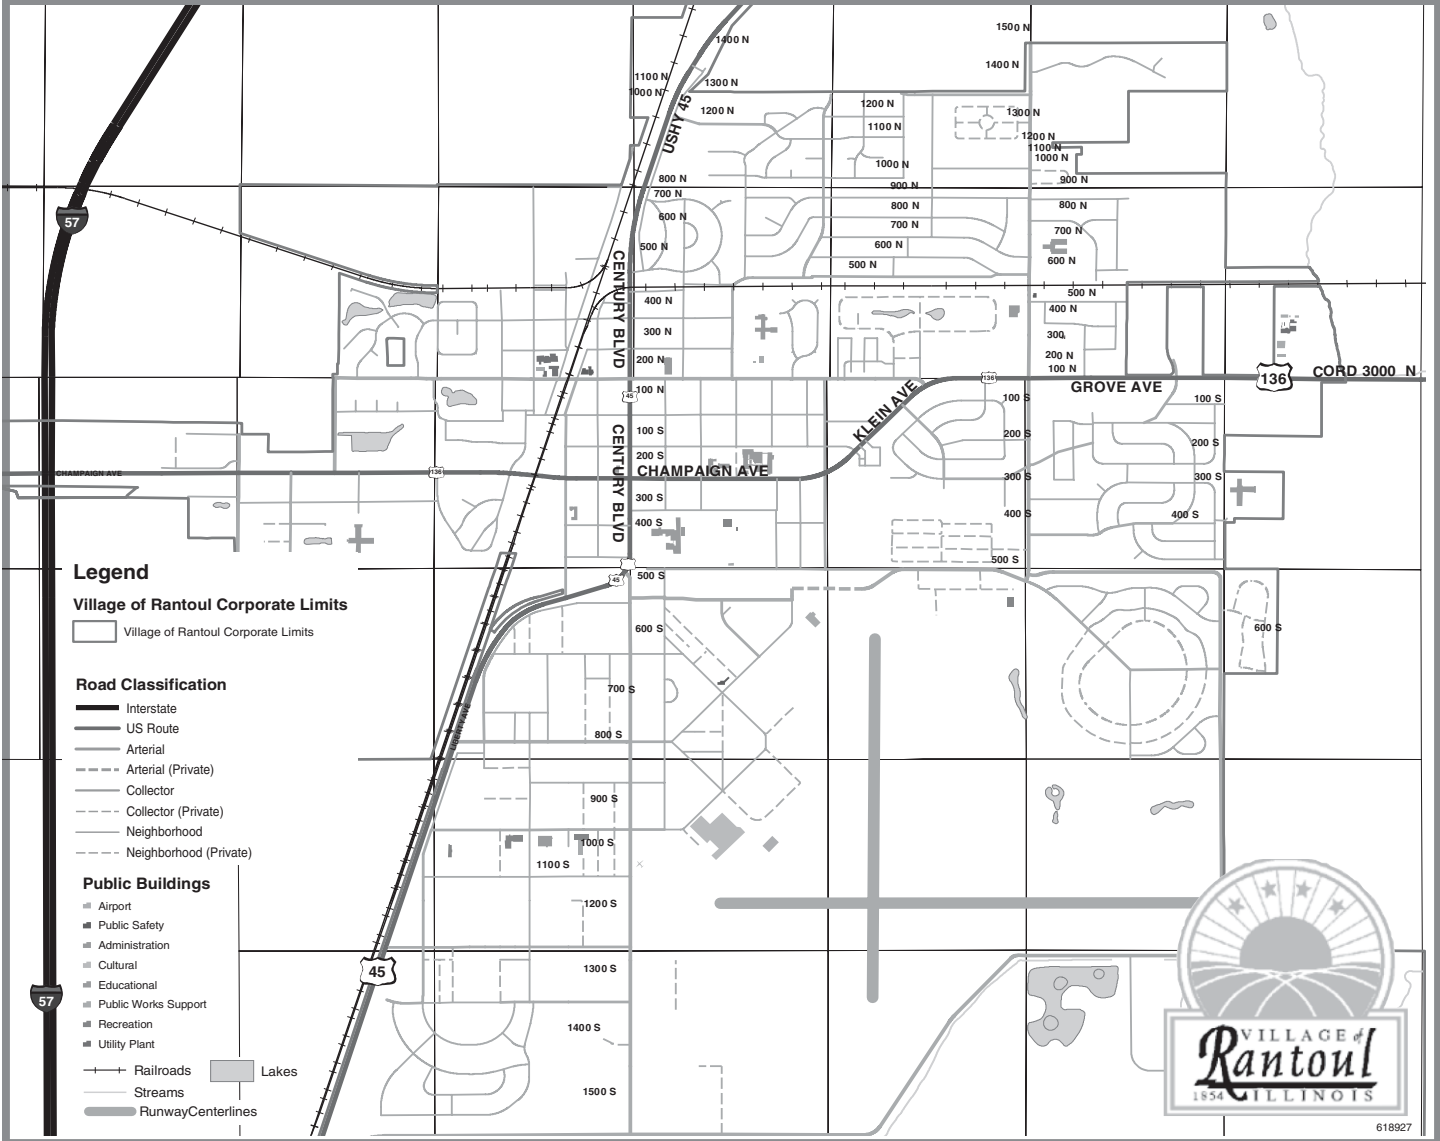 1500 N
1400 N
1400 N
1100 N
1300 N
1000 N
1200 N
1200 N
1300 N
USHY 45
1100 N
1200 N
1100 N
1000 N
1000 N
800 N
900 N
900 N
700 N
800 N
800 N
57
600 N
700 N
700 N
500 N
600 N
600 N
500 N
CENTURY BLVD
400 N
500 N
400 N
300 N
300
200 N
200 N
100 N
136
136
CORD 3000 N
GROVE AVE
100 N
45
100 S
100 S
KLEIN AVE
100 S
200 S
200 S
CENTURY BLVD
200 S
CHAMPAIGN AVE
CHAMPAIGN AVE
136
300 S
300 S
300 S
400 S
400 S
400 S
500 S
500 S
45
600 S
600 S
700 S
LIBERTY AVE
800 S
900 S
1000 S
1100 S
1200 S
1300 S
45
57
1400 S
1500 S
Legend
Village of Rantoul Corporate Limits
Village of Rantoul Corporate Limits
Road Classification
Interstate
US Route
Arterial
Arterial (Private)
Collector
Collector (Private)
Neighborhood
Neighborhood (Private)
Public Buildings
Airport
Public Safety
Administration
Cultural
Educational
Public Works Support
Recreation
Utility Plant
Railroads
Lakes
Streams
RunwayCenterlines
VILLAGE of
Rantoul
1854 ILLINOIS
618927